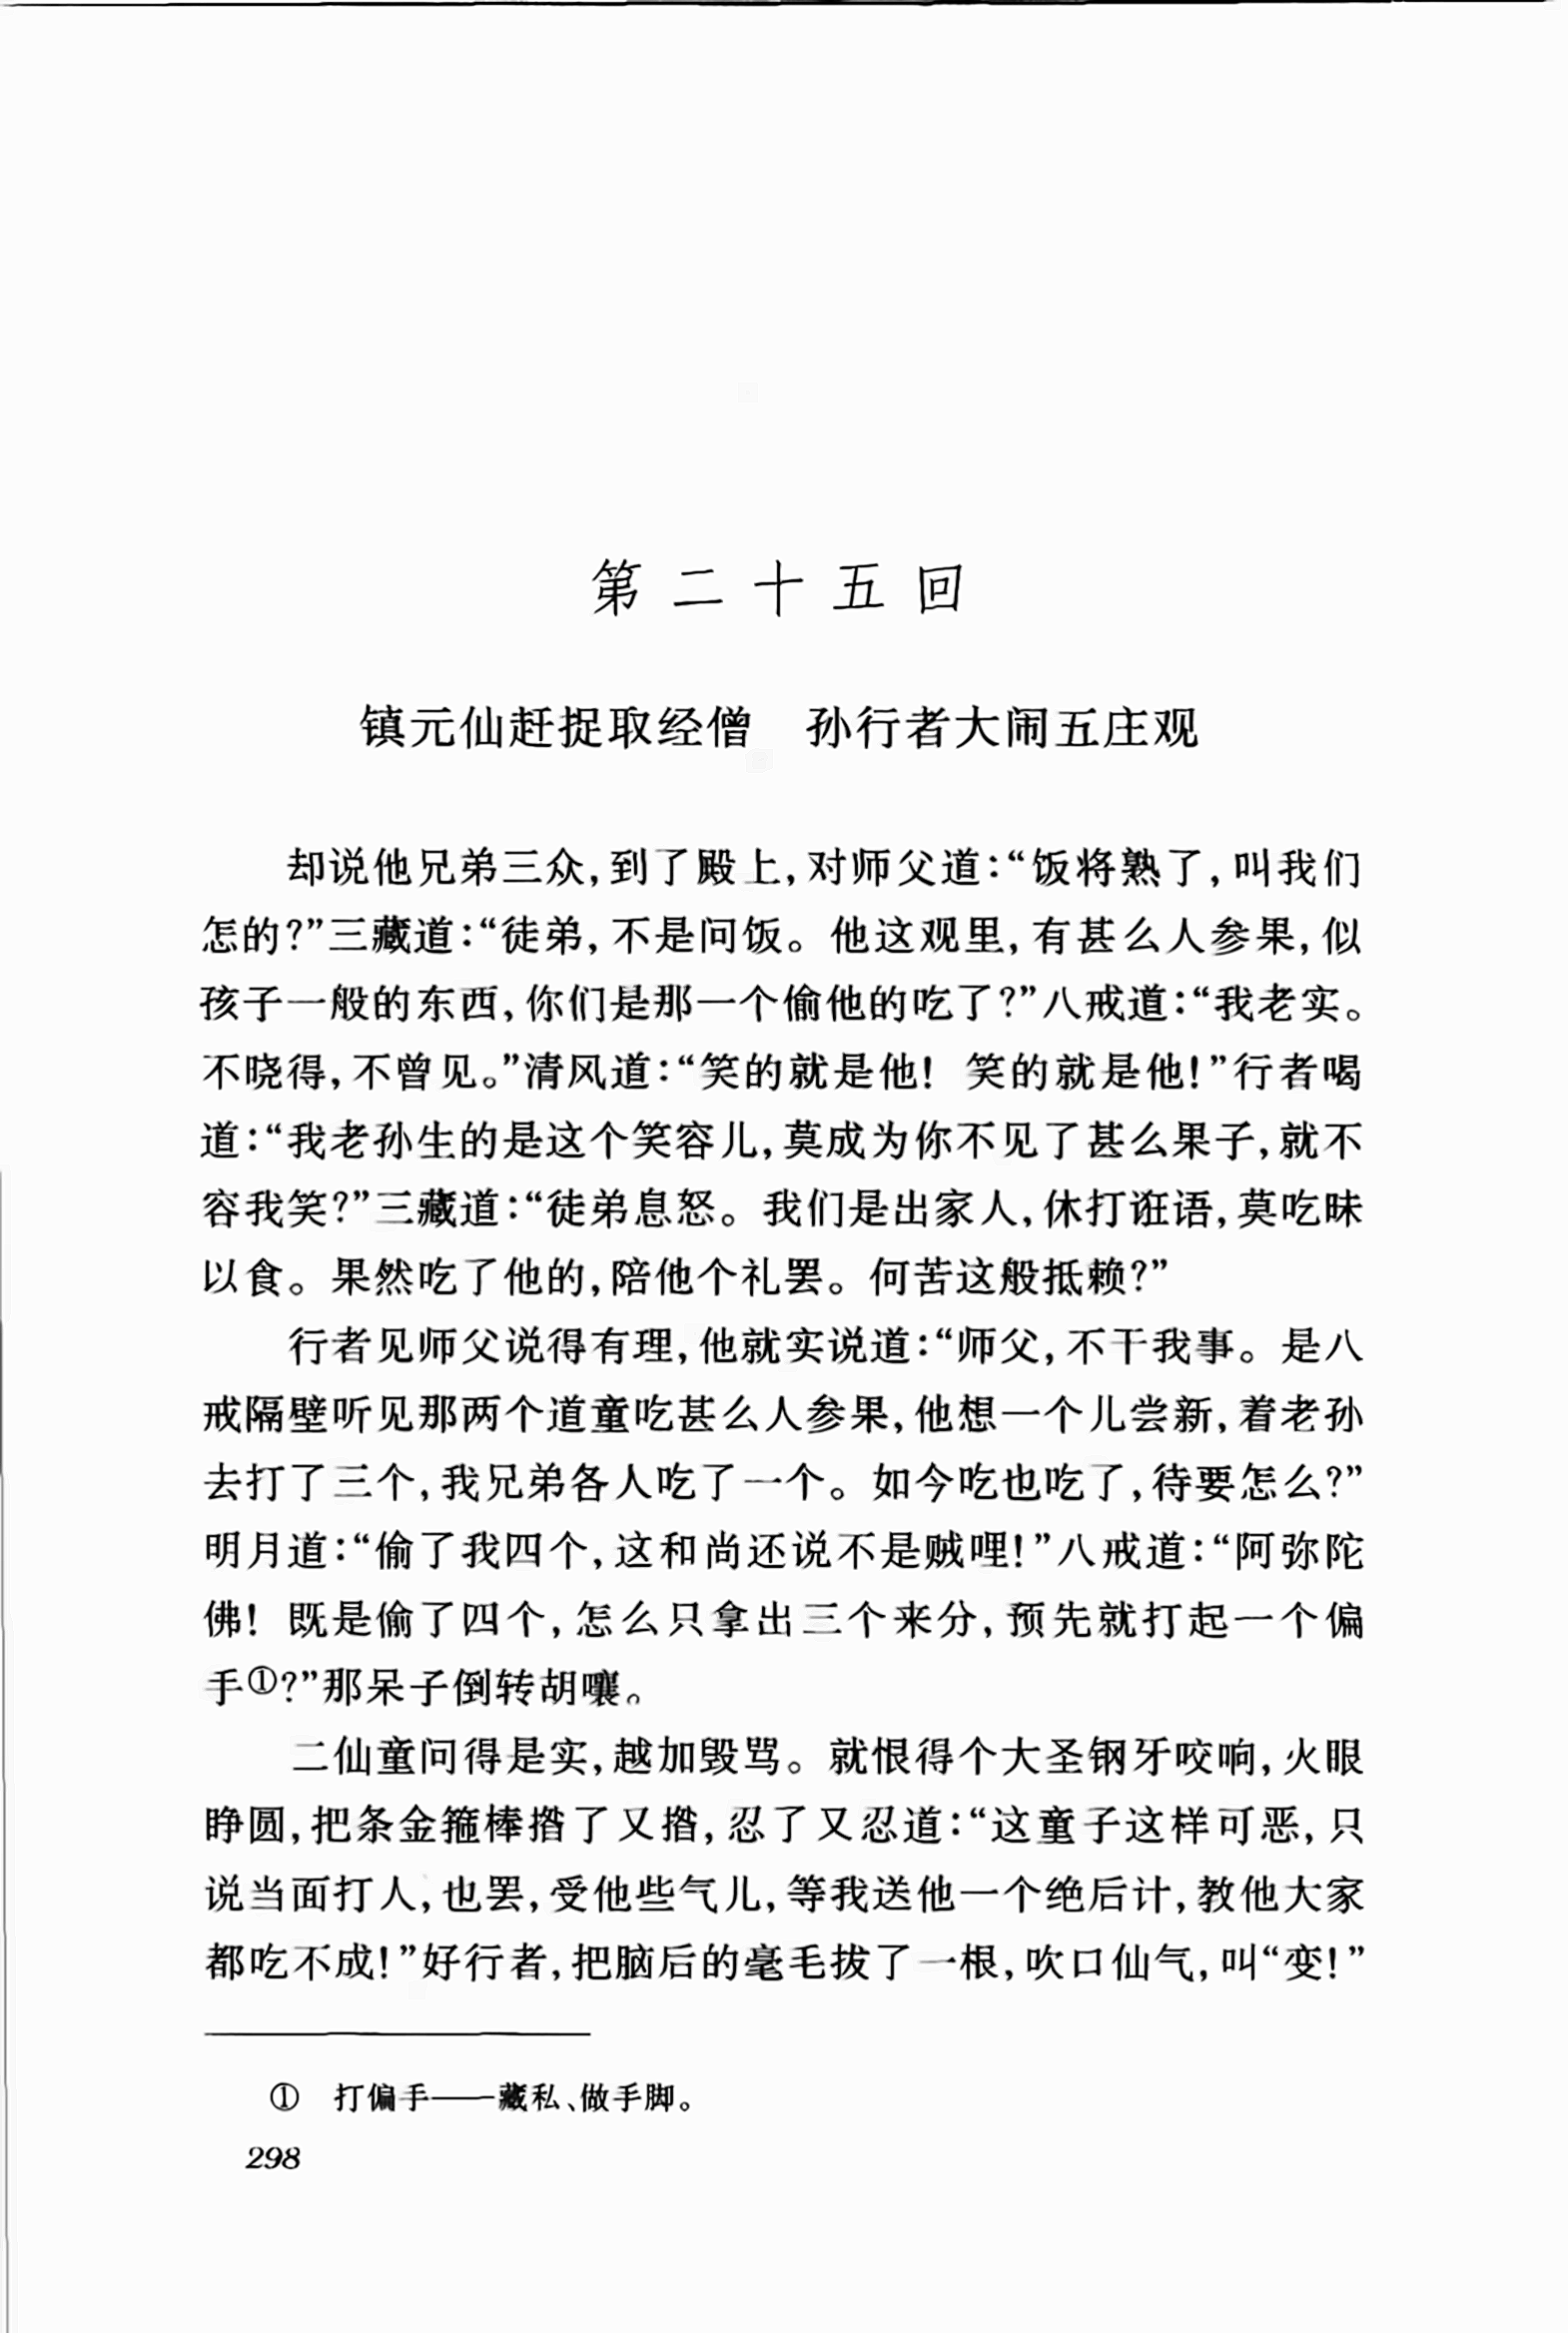 第二十五回
镇元仙赶捉取经僧　孙行者大闹五庄观
却说他兄弟三众,到了殿上,对师父道:“饭将熟了,叫我们
怎的?”三藏道:“徒弟,不是问饭。他这观里,有甚么人参果,似
孩子一般的东西,你们是那一个偷他的吃了?”八戒道:“我老实。
不晓得,不曾见。”清风道:“笑的就是他! 笑的就是他!”行者喝
道:“我老孙生的是这个笑容儿,莫成为你不见了甚么果子,就不
容我笑?”三藏道:“徒弟息怒。我们是出家人,休打诳语,莫吃昧
以食。果然吃了他的,陪他个礼罢。何苦这般抵赖?”
行者见师父说得有理,他就实说道:“师父,不干我事。是八
戒隔壁听见那两个道童吃甚么人参果,他想一个儿尝新,着老孙
去打了三个,我兄弟各人吃了一个。如今吃也吃了,待要怎么?”
明月道:“偷了我四个,这和尚还说不是贼哩!”八戒道:“阿弥陀
佛! 既是偷了四个,怎么只拿出三个来分,预先就打起一个偏
手①?”那呆子倒转胡嚷。
二仙童问得是实,越加毁骂。就恨得个大圣钢牙咬响,火眼
睁圆,把条金箍棒揝了又揝,忍了又忍道:“这童子这样可恶,只
说当面打人,也罢,受他些气儿,等我送他一个绝后计,教他大家
都吃不成!”好行者,把脑后的毫毛拔了一根,吹口仙气,叫“变!”
①　打偏手——藏私、做手脚。
298